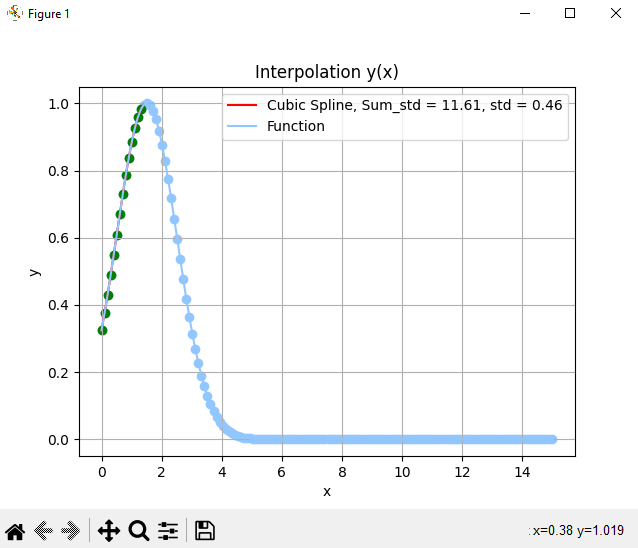 Figure 1
Interpolation y(x)
Cubic Spline, Sum_std = 11.61, std = 0.46
Function
1.0
0.8
0.6
0.4
0.2
0.0
y
0 2 4 6 8 10 12 14
x
x=0.38 y=1.019